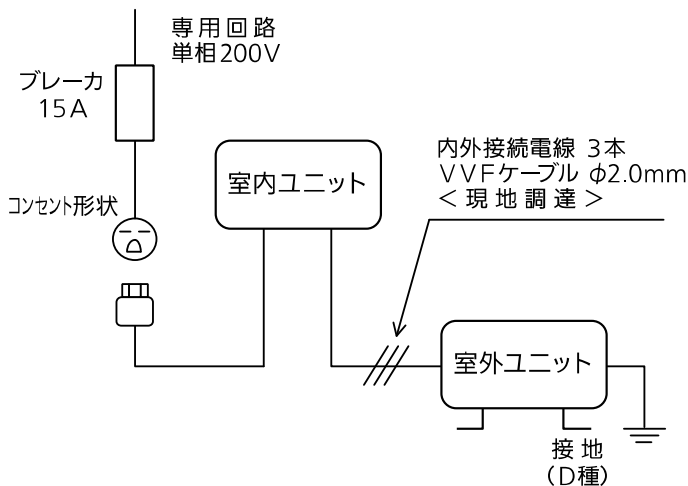 専用回路
単相200V
ブレーカ
15A
コンセント形状
室内ユニット
内外接続電線 3本
VVFケーブル φ2.0mm
＜現地調達＞
室外ユニット
接地
(D種)